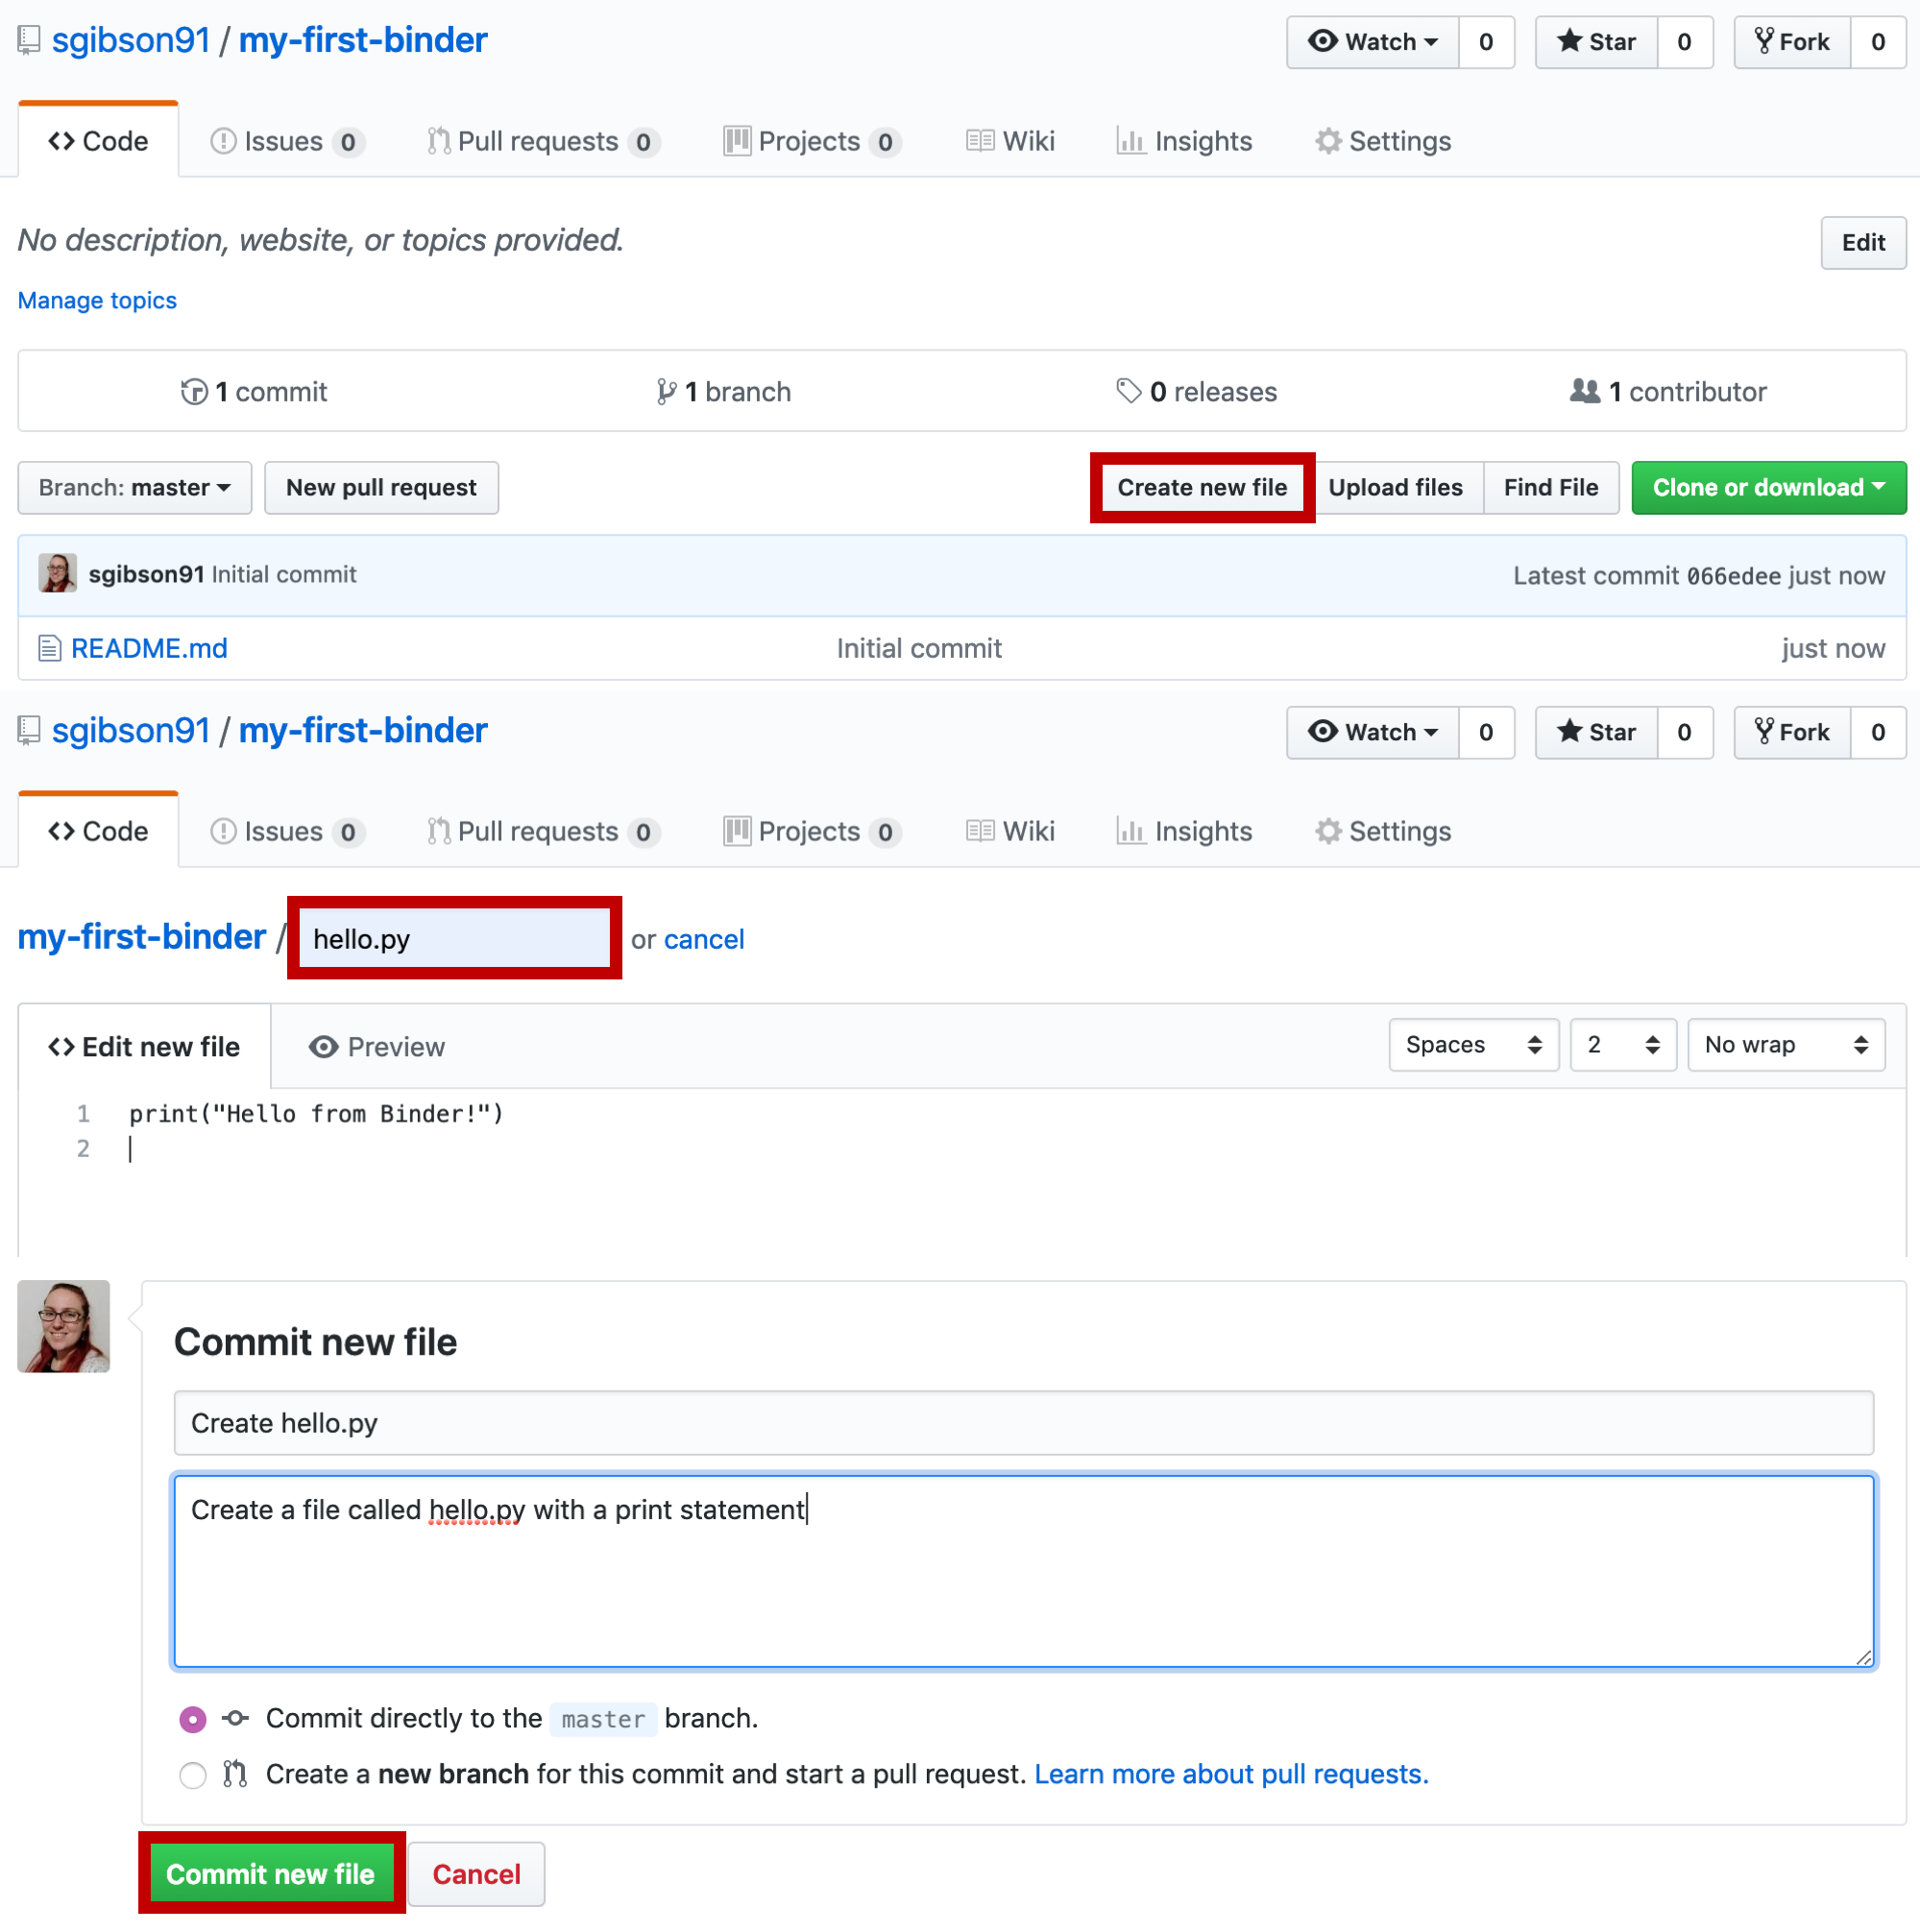 sgibson91 / my-first-binder Watch 0 Star 0 Fork 0
Code Issues 0 Pull requests 0 Projects 0 Wiki Insights Settings
No description, website, or topics provided. Edit
Manage topics
1 commit 1 branch 0 releases 1 contributor
Branch: master New pull request Create new file Upload files Find File Clone or download
sgibson91 Initial commit Latest commit 066edee just now
README.md Initial commit just now
sgibson91 / my-first-binder Watch 0 Star 0 Fork 0
Code Issues 0 Pull requests 0 Projects 0 Wiki Insights Settings
my-first-binder / hello.py or cancel
<> Edit new file Preview Spaces 2 No wrap
1 print("Hello from Binder!")
2
Commit new file
Create hello.py
Create a file called hello.py with a print statement
Commit directly to the master branch.
Create a new branch for this commit and start a pull request. Learn more about pull requests.
Commit new file Cancel